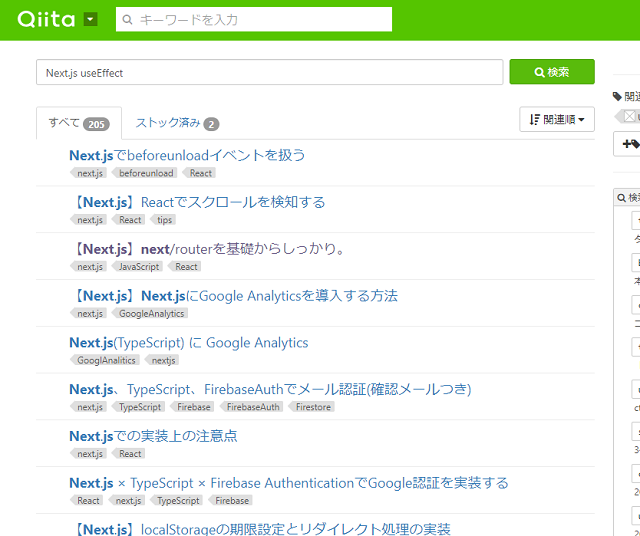 Qiita
キーワードを入力
Next.js useEffect
検索
関連
すべて 205
ストック済み 2
関連順
Next.jsでbeforeunloadイベントを扱う
next.js beforeunload React
【Next.js】Reactでスクロールを検知する
next.js React tips
【Next.js】next/routerを基礎からしっかり。
next.js JavaScript React
【Next.js】Next.jsにGoogle Analyticsを導入する方法
next.js GoogleAnalytics
Next.js(TypeScript) に Google Analytics
GooglAnalitics nextjs
Next.js、TypeScript、FirebaseAuthでメール認証(確認メールつき)
next.js TypeScript Firebase FirebaseAuth Firestore
Next.jsでの実装上の注意点
next.js React
Next.js × TypeScript × Firebase AuthenticationでGoogle認証を実装する
React next.js TypeScript Firebase
【Next.js】localStorageの期限設定とリダイレクト処理の実装